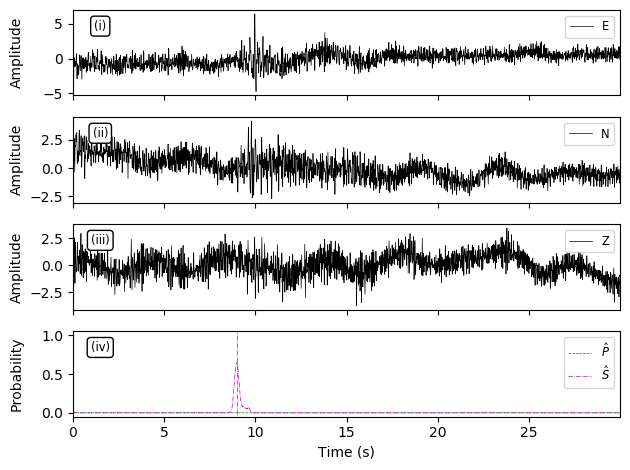 (i)
E
Amplitude
5
0
−5
(ii)
N
Amplitude
2.5
0.0
−2.5
(iii)
Z
Amplitude
2.5
0.0
−2.5
(iv)
P̂
Ŝ
Probability
1.0
0.5
0.0
0 5 10 15 20 25
Time (s)